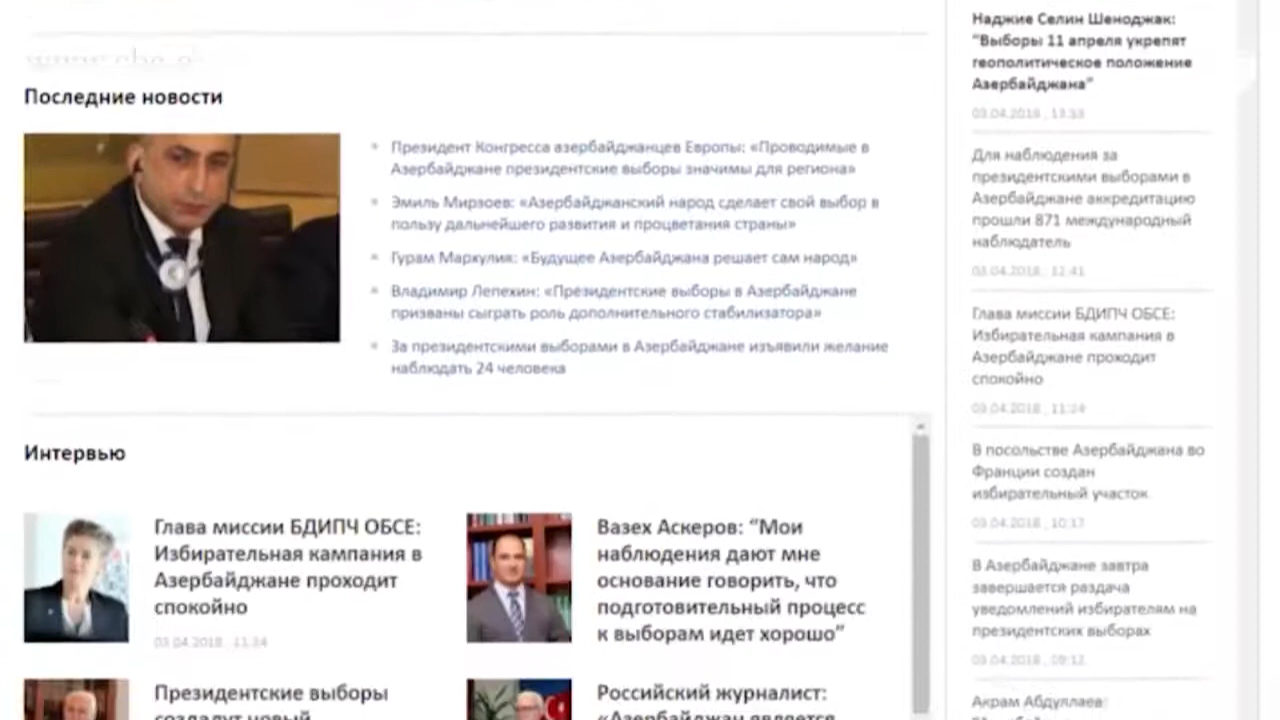 Последние новости
Президент Конгресса азербайджанцев Европы: «Проводимые в
Азербайджане президентские выборы значимы для региона»
Эмиль Мирзоев: «Азербайджанский народ сделает свой выбор в
пользу дальнейшего развития и процветания страны»
Гурам Мархулия: «Будущее Азербайджана решает сам народ»
Владимир Лепехин: «Президентские выборы в Азербайджане
призваны сыграть роль дополнительного стабилизатора»
За президентскими выборами в Азербайджане изъявили желание
наблюдать 24 человека
Интервью
Глава миссии БДИПЧ ОБСЕ:
Избирательная кампания в
Азербайджане проходит
спокойно
03.04.2018 , 11:34
Вазех Аскеров: “Мои
наблюдения дают мне
основание говорить, что
подготовительный процесс
к выборам идет хорошо”
Президентские выборы
создадут новый
Российский журналист:
«Азербайджан является
Наджие Селин Шеноджак:
“Выборы 11 апреля укрепят
геополитическое положение
Азербайджана”
03.04.2018 , 13:33
Для наблюдения за
президентскими выборами в
Азербайджане аккредитацию
прошли 871 международный
наблюдатель
03.04.2018 , 12:41
Глава миссии БДИПЧ ОБСЕ:
Избирательная кампания в
Азербайджане проходит
спокойно
03.04.2018 , 11:34
В посольстве Азербайджана во
Франции создан
избирательный участок
03.04.2018 , 10:17
В Азербайджане завтра
завершается раздача
уведомлений избирателям на
президентских выборах
03.04.2018 , 09:12
Акрам Абдуллаев: